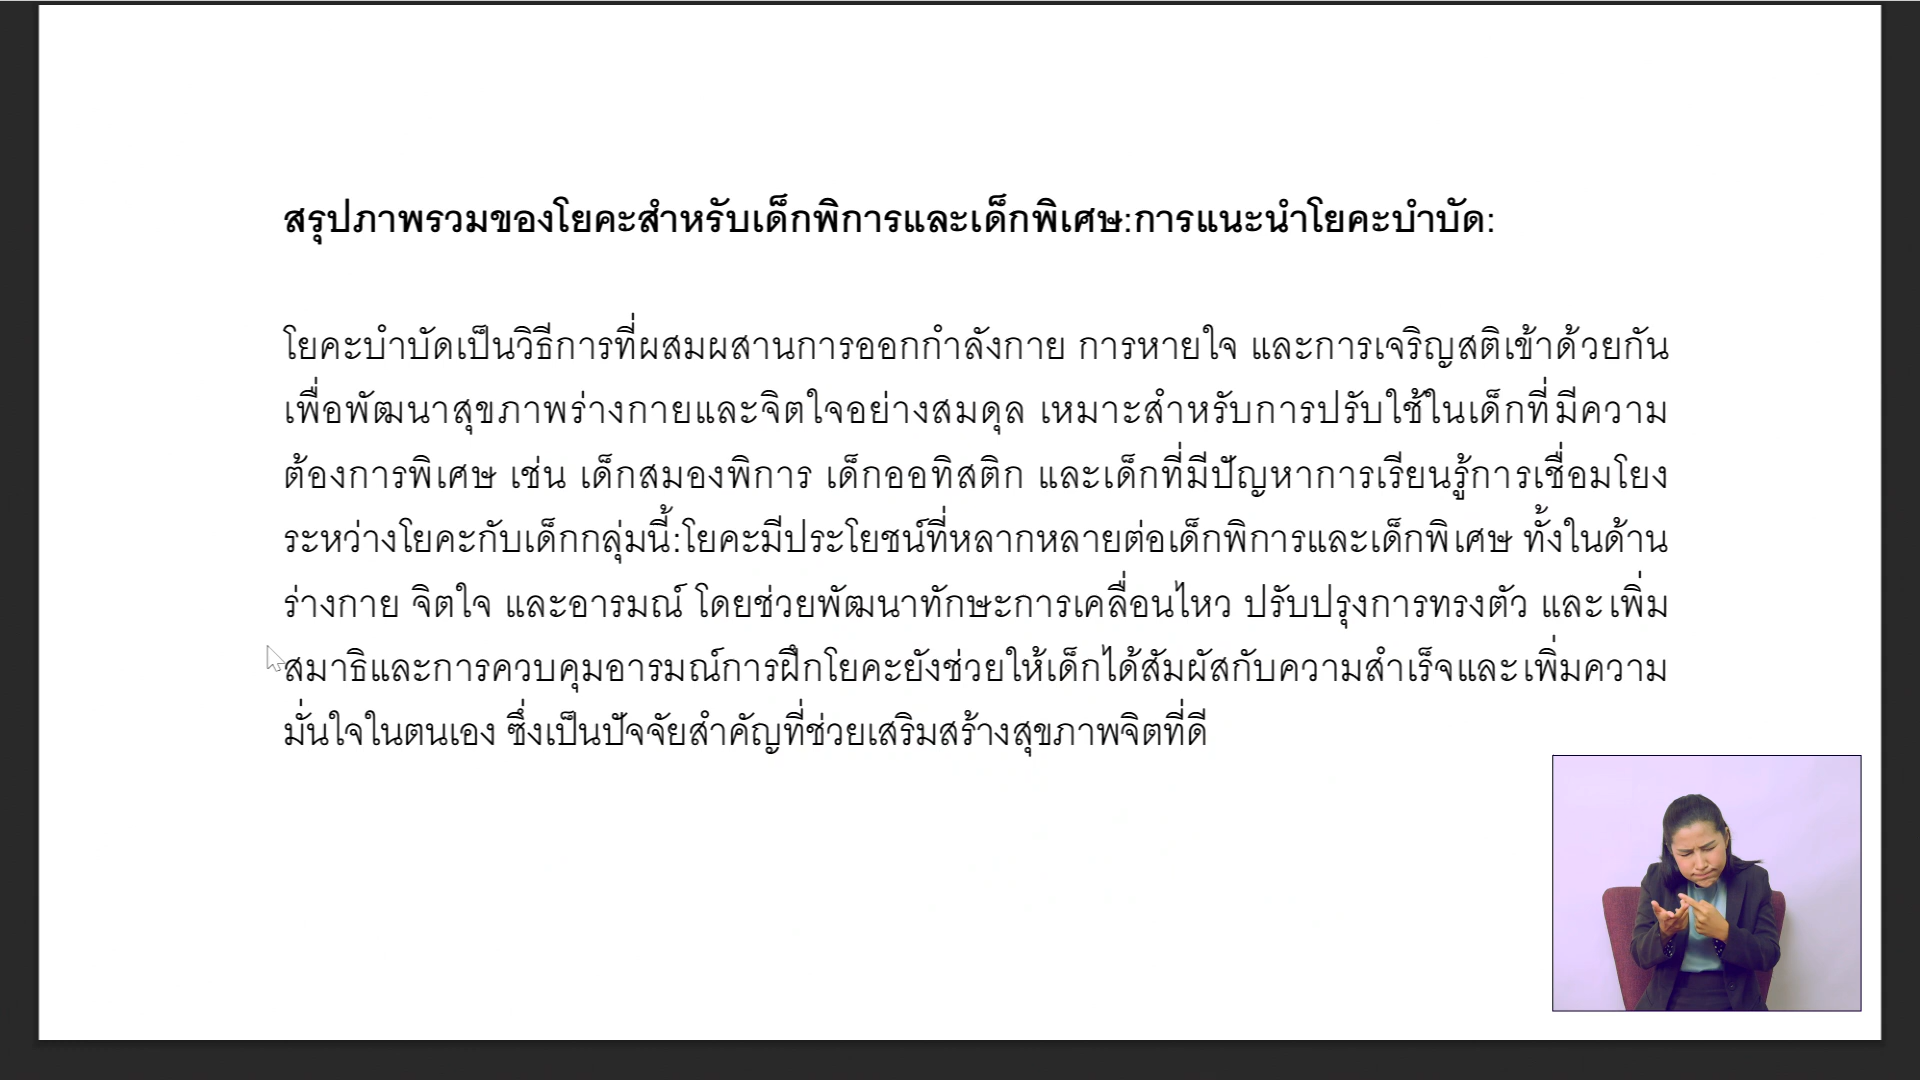 สรุปภาพรวมของโยคะสำหรับเด็กพิการและเด็กพิเศษ:การแนะนำโยคะบำบัด:
โยคะบำบัดเป็นวิธีการที่ผสมผสานการออกกำลังกาย การหายใจ และการเจริญสติเข้าด้วยกัน
เพื่อพัฒนาสุขภาพร่างกายและจิตใจอย่างสมดุล เหมาะสำหรับการปรับใช้ในเด็กที่มีความ
ต้องการพิเศษ เช่น เด็กสมองพิการ เด็กออทิสติก และเด็กที่มีปัญหาการเรียนรู้การเชื่อมโยง
ระหว่างโยคะกับเด็กกลุ่มนี้:โยคะมีประโยชน์ที่หลากหลายต่อเด็กพิการและเด็กพิเศษ ทั้งในด้าน
ร่างกาย จิตใจ และอารมณ์ โดยช่วยพัฒนาทักษะการเคลื่อนไหว ปรับปรุงการทรงตัว และเพิ่ม
สมาธิและการควบคุมอารมณ์การฝึกโยคะยังช่วยให้เด็กได้สัมผัสกับความสำเร็จและเพิ่มความ
มั่นใจในตนเอง ซึ่งเป็นปัจจัยสำคัญที่ช่วยเสริมสร้างสุขภาพจิตที่ดี